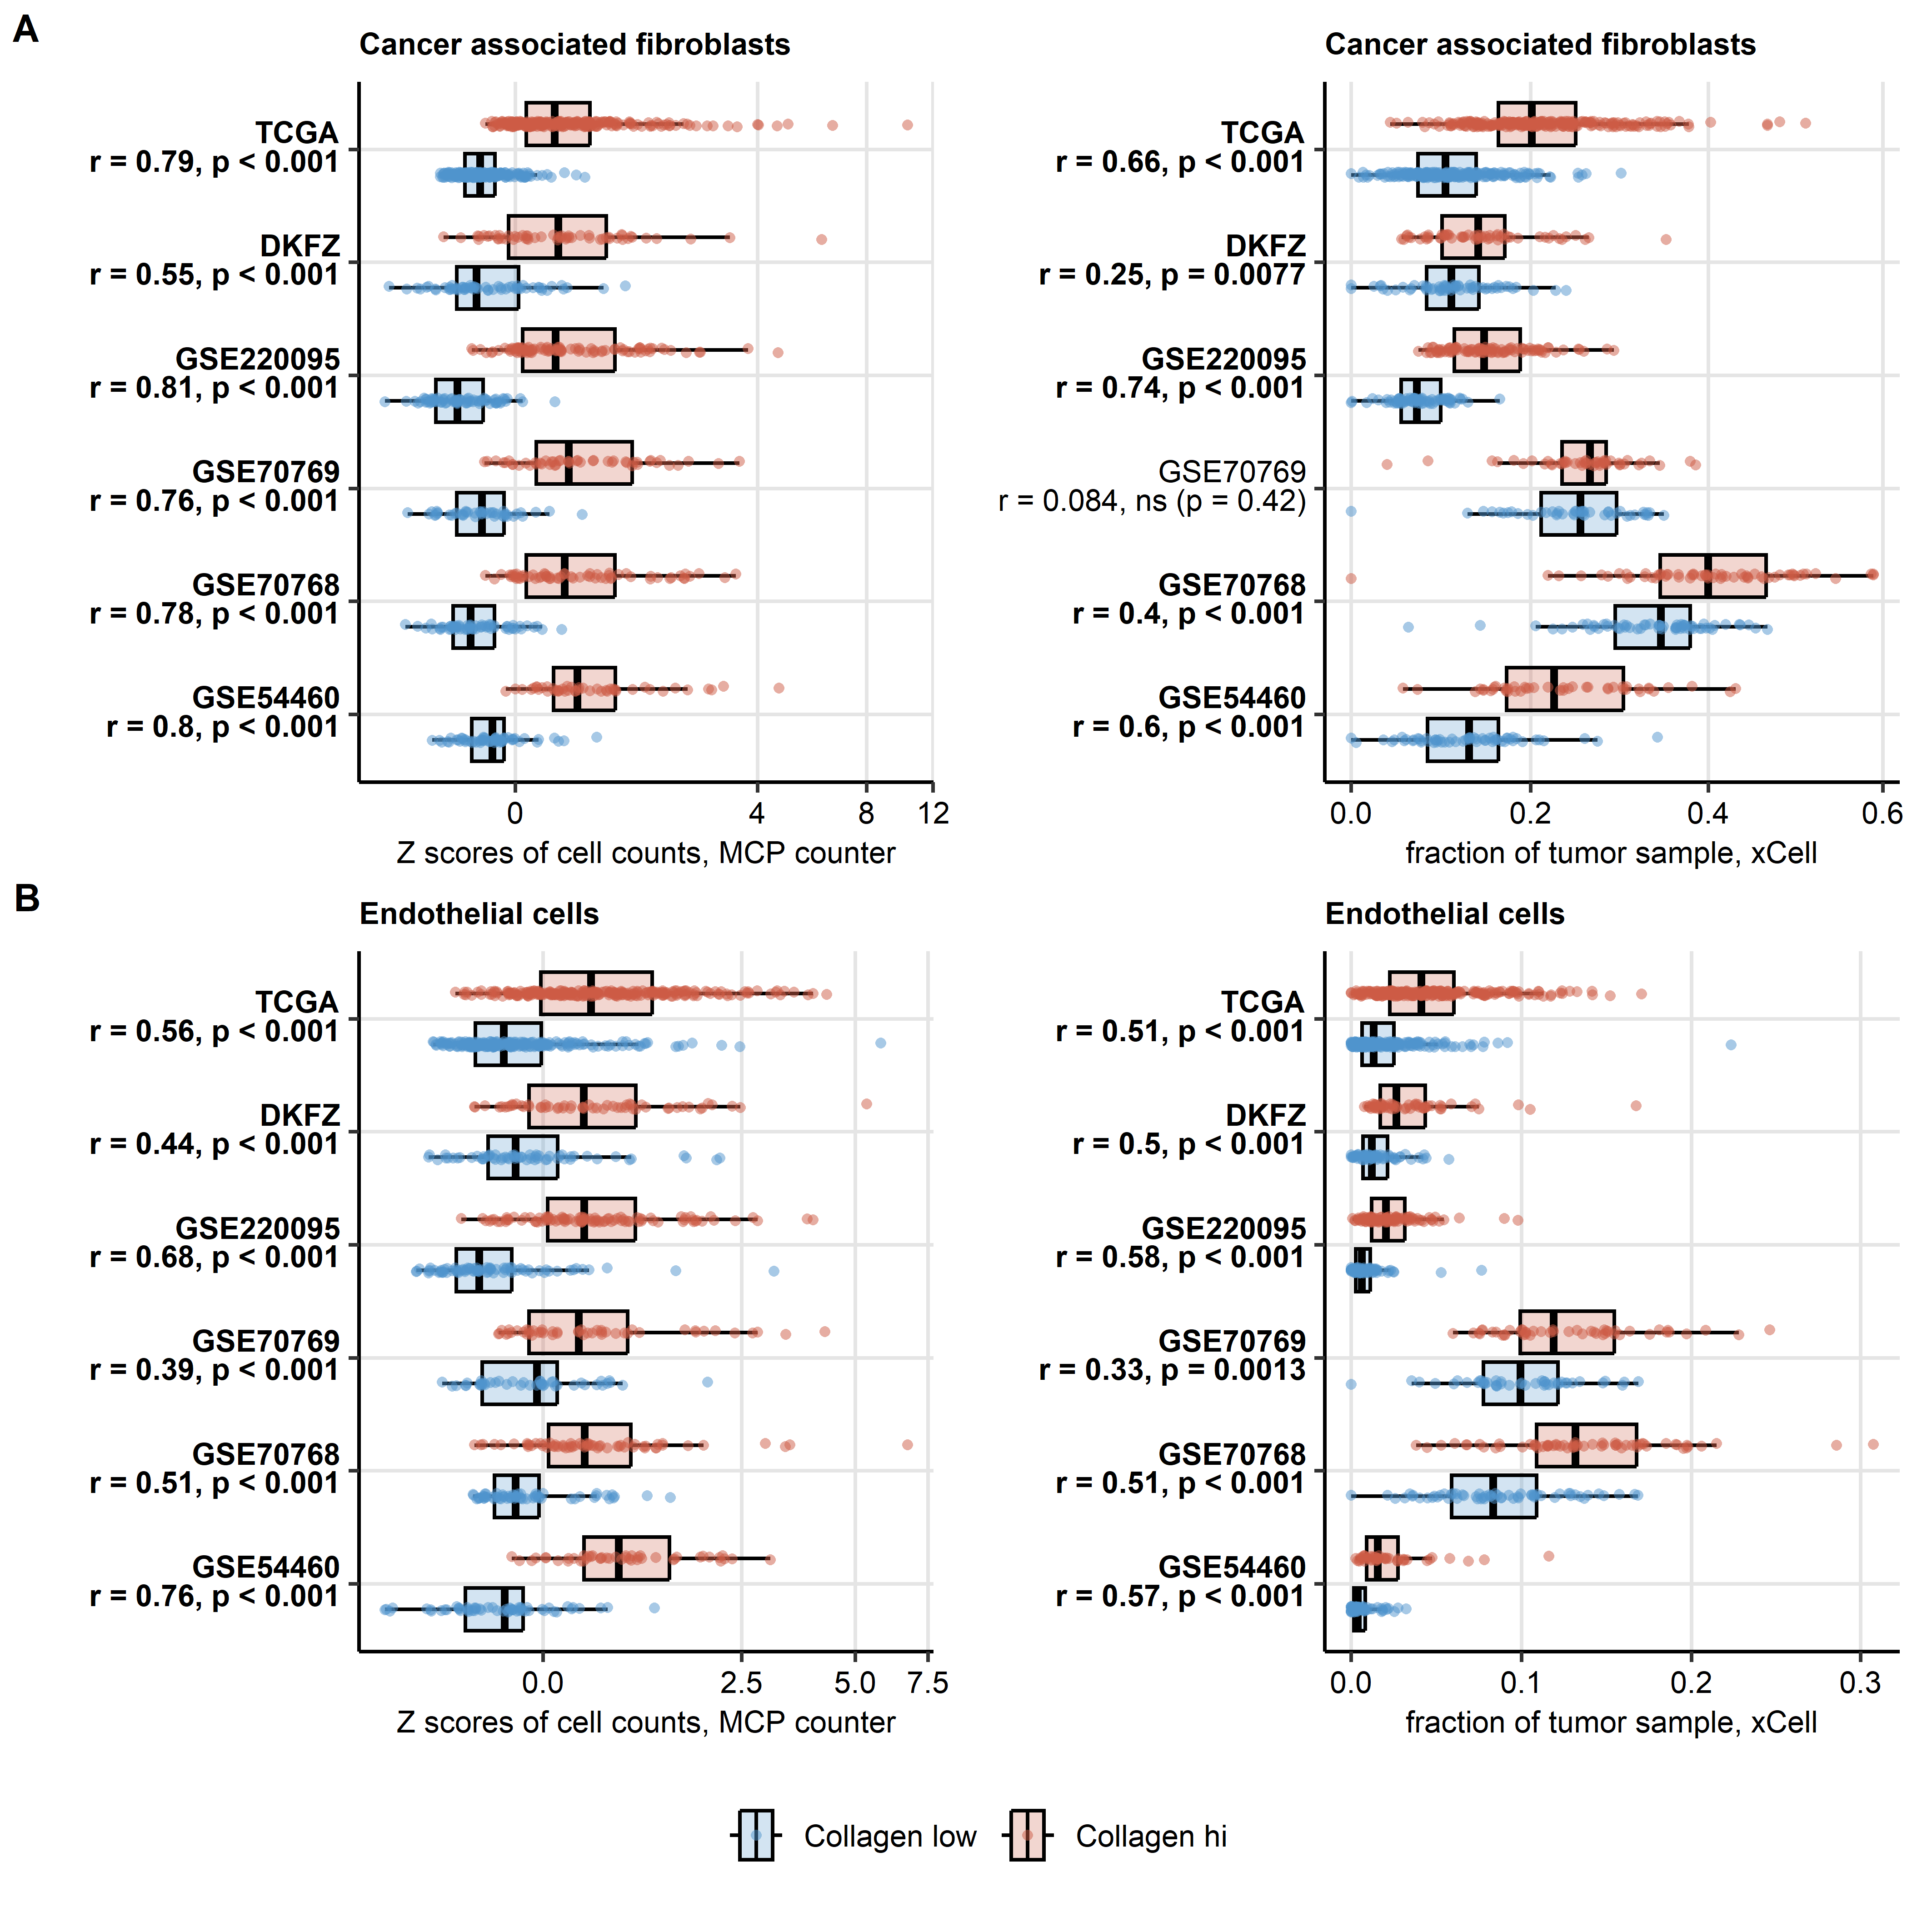 A
Cancer associated fibroblasts
TCGA
r = 0.79, p < 0.001
DKFZ
r = 0.55, p < 0.001
GSE220095
r = 0.81, p < 0.001
GSE70769
r = 0.76, p < 0.001
GSE70768
r = 0.78, p < 0.001
GSE54460
r = 0.8, p < 0.001
0 4 8 12
Z scores of cell counts, MCP counter
Cancer associated fibroblasts
TCGA
r = 0.66, p < 0.001
DKFZ
r = 0.25, p = 0.0077
GSE220095
r = 0.74, p < 0.001
GSE70769
r = 0.084, ns (p = 0.42)
GSE70768
r = 0.4, p < 0.001
GSE54460
r = 0.6, p < 0.001
0.0 0.2 0.4 0.6
fraction of tumor sample, xCell
B
Endothelial cells
TCGA
r = 0.56, p < 0.001
DKFZ
r = 0.44, p < 0.001
GSE220095
r = 0.68, p < 0.001
GSE70769
r = 0.39, p < 0.001
GSE70768
r = 0.51, p < 0.001
GSE54460
r = 0.76, p < 0.001
0.0 2.5 5.0 7.5
Z scores of cell counts, MCP counter
Endothelial cells
TCGA
r = 0.51, p < 0.001
DKFZ
r = 0.5, p < 0.001
GSE220095
r = 0.58, p < 0.001
GSE70769
r = 0.33, p = 0.0013
GSE70768
r = 0.51, p < 0.001
GSE54460
r = 0.57, p < 0.001
0.0 0.1 0.2 0.3
fraction of tumor sample, xCell
Collagen low Collagen hi